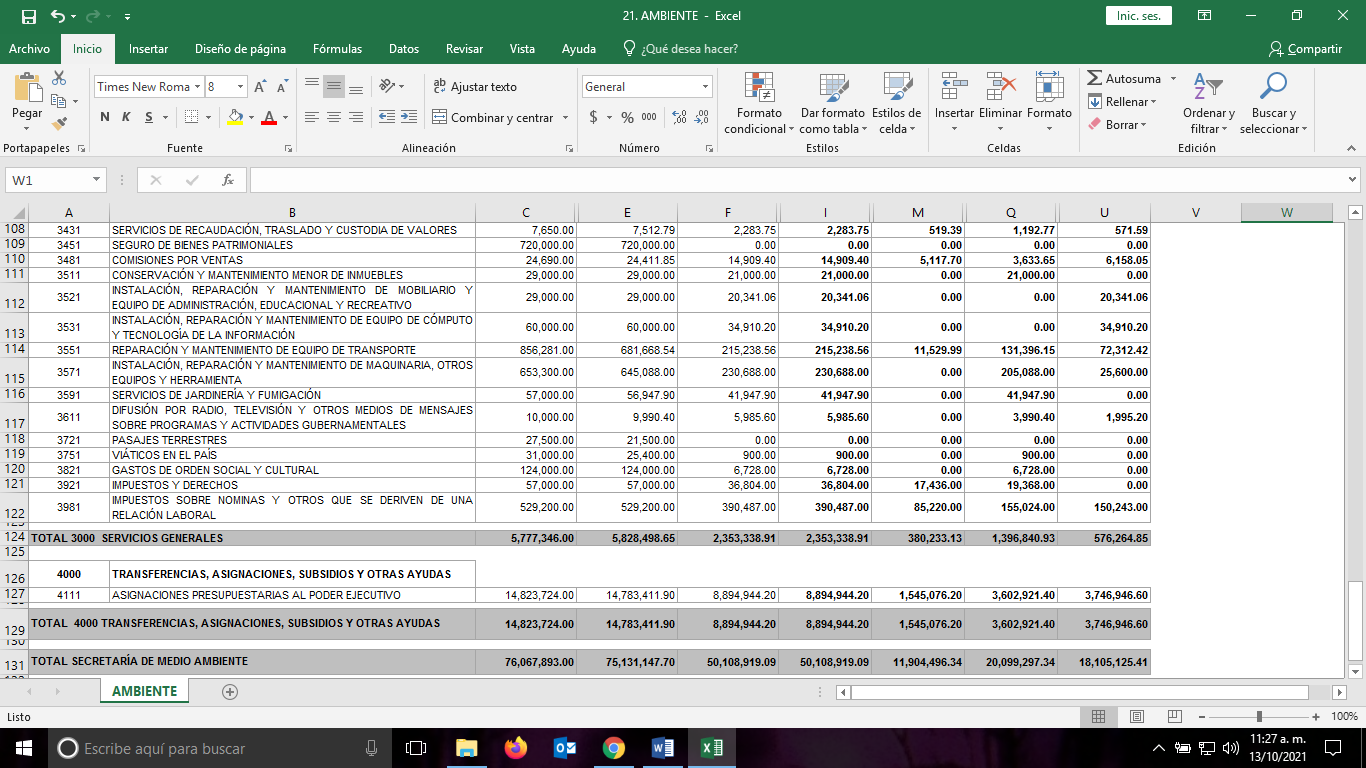 21. AMBIENTE - Excel
Inic. ses.
Archivo Inicio Insertar Diseño de página Fórmulas Datos Revisar Vista Ayuda ¿Qué desea hacer? Compartir
Pegar
Times New Roma 8
N K S
Ajustar texto
Combinar y centrar
General
$ % 000
Formato condicional
Dar formato como tabla
Estilos de celda
Insertar Eliminar Formato
Autosuma
Rellenar
Borrar
Ordenar y filtrar
Buscar y seleccionar
Portapapeles Fuente Alineación Número Estilos Celdas Edición
W1 fx
A B C E F I M Q U V W
108 3431 SERVICIOS DE RECAUDACIÓN, TRASLADO Y CUSTODIA DE VALORES 7,650.00 7,512.79 2,283.75 2,283.75 519.39 1,192.77 571.59
109 3451 SEGURO DE BIENES PATRIMONIALES 720,000.00 720,000.00 0.00 0.00 0.00 0.00 0.00
110 3481 COMISIONES POR VENTAS 24,690.00 24,411.85 14,909.40 14,909.40 5,117.70 3,633.65 6,158.05
111 3511 CONSERVACIÓN Y MANTENIMIENTO MENOR DE INMUEBLES 29,000.00 29,000.00 21,000.00 21,000.00 0.00 21,000.00 0.00
INSTALACIÓN, REPARACIÓN Y MANTENIMIENTO DE MOBILIARIO Y
112 3521 EQUIPO DE ADMINISTRACIÓN, EDUCACIONAL Y RECREATIVO 29,000.00 29,000.00 20,341.06 20,341.06 0.00 0.00 20,341.06
INSTALACIÓN, REPARACIÓN Y MANTENIMIENTO DE EQUIPO DE CÓMPUTO
113 3531 Y TECNOLOGÍA DE LA INFORMACIÓN 60,000.00 60,000.00 34,910.20 34,910.20 0.00 0.00 34,910.20
114 3551 REPARACIÓN Y MANTENIMIENTO DE EQUIPO DE TRANSPORTE 856,281.00 681,668.54 215,238.56 215,238.56 11,529.99 131,396.15 72,312.42
INSTALACIÓN, REPARACIÓN Y MANTENIMIENTO DE MAQUINARIA, OTROS
115 3571 EQUIPOS Y HERRAMIENTA 653,300.00 645,088.00 230,688.00 230,688.00 0.00 205,088.00 25,600.00
116 3591 SERVICIOS DE JARDINERÍA Y FUMIGACIÓN 57,000.00 56,947.90 41,947.90 41,947.90 0.00 41,947.90 0.00
DIFUSIÓN POR RADIO, TELEVISIÓN Y OTROS MEDIOS DE MENSAJES
117 3611 SOBRE PROGRAMAS Y ACTIVIDADES GUBERNAMENTALES 10,000.00 9,990.40 5,985.60 5,985.60 0.00 3,990.40 1,995.20
118 3721 PASAJES TERRESTRES 27,500.00 21,500.00 0.00 0.00 0.00 0.00 0.00
119 3751 VIÁTICOS EN EL PAÍS 31,000.00 25,400.00 900.00 900.00 0.00 900.00 0.00
120 3821 GASTOS DE ORDEN SOCIAL Y CULTURAL 124,000.00 124,000.00 6,728.00 6,728.00 0.00 6,728.00 0.00
121 3921 IMPUESTOS Y DERECHOS 57,000.00 57,000.00 36,804.00 36,804.00 17,436.00 19,368.00 0.00
IMPUESTOS SOBRE NOMINAS Y OTROS QUE SE DERIVEN DE UNA
122 3981 RELACIÓN LABORAL 529,200.00 529,200.00 390,487.00 390,487.00 85,220.00 155,024.00 150,243.00
124 TOTAL 3000 SERVICIOS GENERALES 5,777,346.00 5,828,498.65 2,353,338.91 2,353,338.91 380,233.13 1,396,840.93 576,264.85
125
126 4000 TRANSFERENCIAS, ASIGNACIONES, SUBSIDIOS Y OTRAS AYUDAS
127 4111 ASIGNACIONES PRESUPUESTARIAS AL PODER EJECUTIVO 14,823,724.00 14,783,411.90 8,894,944.20 8,894,944.20 1,545,076.20 3,602,921.40 3,746,946.60
129 TOTAL 4000 TRANSFERENCIAS, ASIGNACIONES, SUBSIDIOS Y OTRAS AYUDAS 14,823,724.00 14,783,411.90 8,894,944.20 8,894,944.20 1,545,076.20 3,602,921.40 3,746,946.60
131 TOTAL SECRETARÍA DE MEDIO AMBIENTE 76,067,893.00 75,131,147.70 50,108,919.09 50,108,919.09 11,904,496.34 20,099,297.34 18,105,125.41
AMBIENTE
Listo 100%
Escribe aquí para buscar
11:27 a. m.
13/10/2021